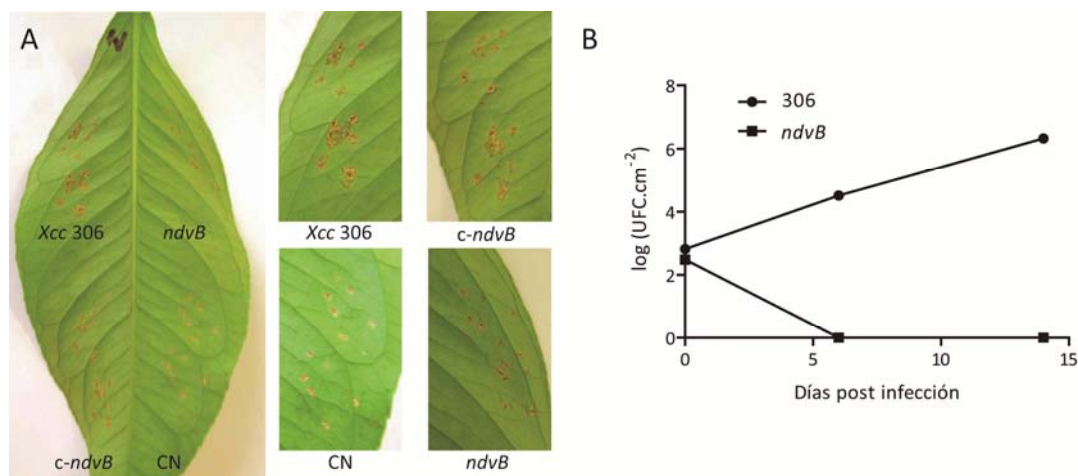 A
Xcc 306
ndvB
c-ndvB
CN
Xcc 306
c-ndvB
CN
ndvB
B
8
6
4
2
0
log (UFC.cm-2)
306
ndvB
0
5
10
15
Días post infección